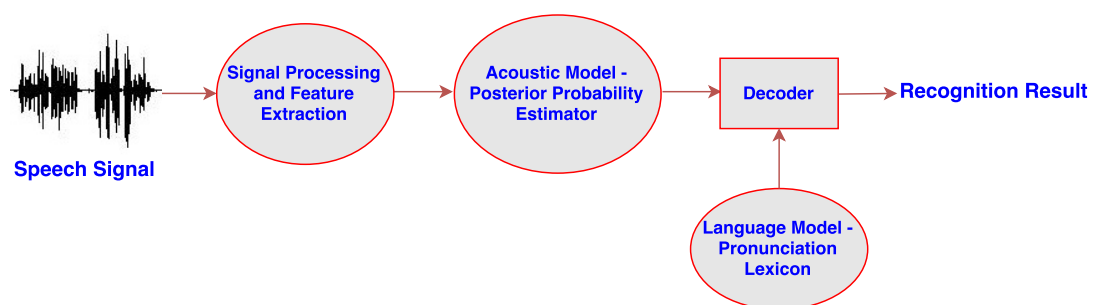 Signal Processing
and Feature
Extraction
Acoustic Model -
Posterior Probability
Estimator
Decoder
Recognition Result
Speech Signal
Language Model -
Pronunciation
Lexicon